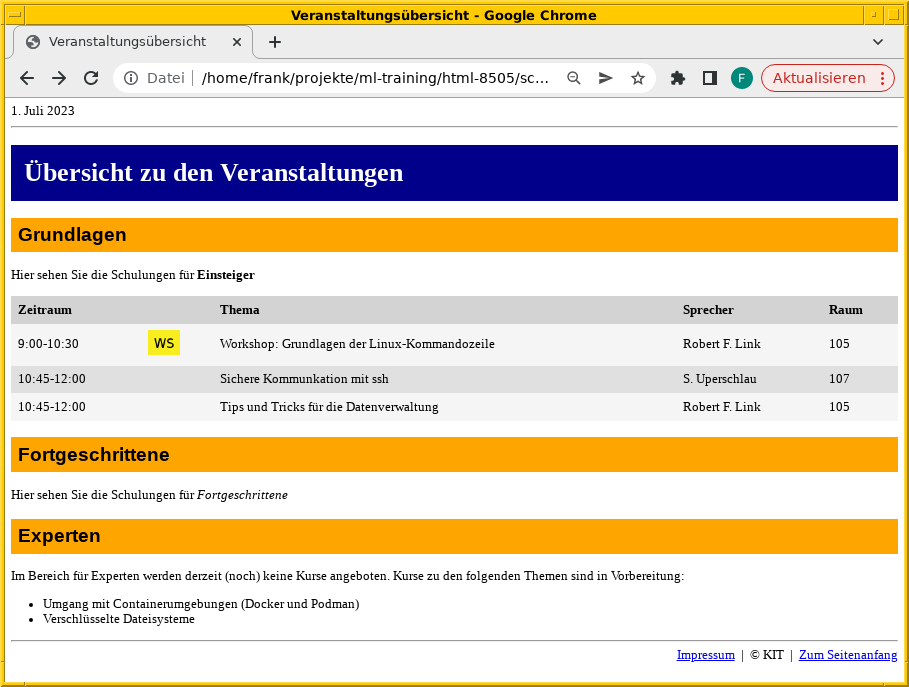 Veranstaltungsübersicht - Google Chrome
Veranstaltungsübersicht
Datei /home/frank/projekte/ml-training/html-8505/sc... F Aktualisieren
1. Juli 2023
Übersicht zu den Veranstaltungen
Grundlagen
Hier sehen Sie die Schulungen für Einsteiger
Zeitraum Thema Sprecher Raum
9:00-10:30 WS Workshop: Grundlagen der Linux-Kommandozeile Robert F. Link 105
10:45-12:00 Sichere Kommunkation mit ssh S. Uperschlau 107
10:45-12:00 Tips und Tricks für die Datenverwaltung Robert F. Link 105
Fortgeschrittene
Hier sehen Sie die Schulungen für Fortgeschrittene
Experten
Im Bereich für Experten werden derzeit (noch) keine Kurse angeboten. Kurse zu den folgenden Themen sind in Vorbereitung:
• Umgang mit Containerumgebungen (Docker und Podman)
• Verschlüsselte Dateisysteme
Impressum | © KIT | Zum Seitenanfang